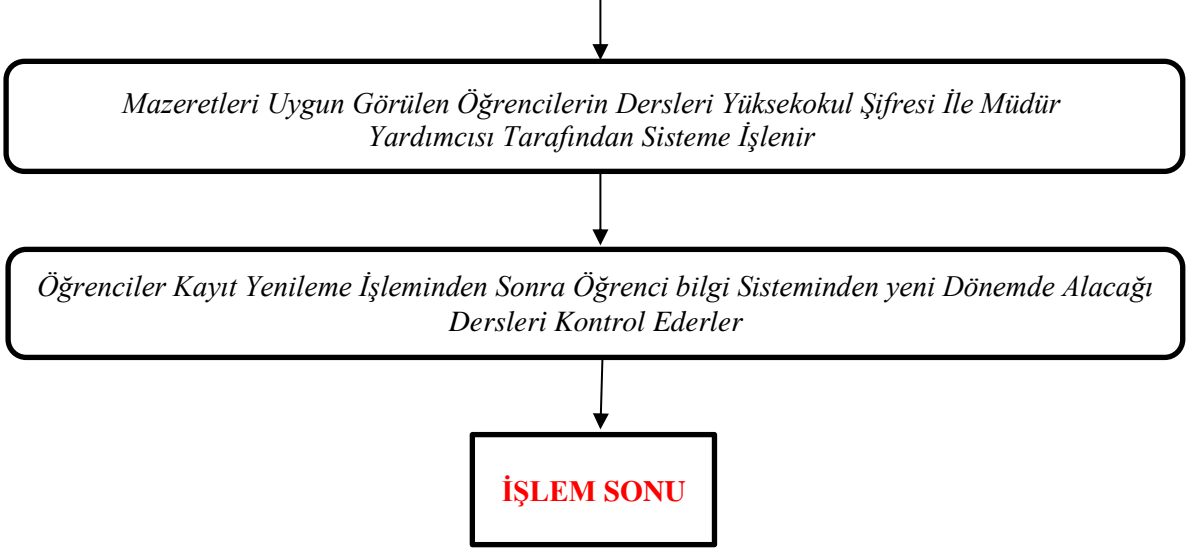 Mazeretleri Uygun Görülen Öğrencilerin Dersleri Yüksekokul Şifresi İle Müdür
Yardımcısı Tarafından Sisteme İşlenir
Öğrenciler Kayıt Yenileme İşleminden Sonra Öğrenci bilgi Sisteminden yeni Dönemde Alacağı
Dersleri Kontrol Ederler
İŞLEM SONU